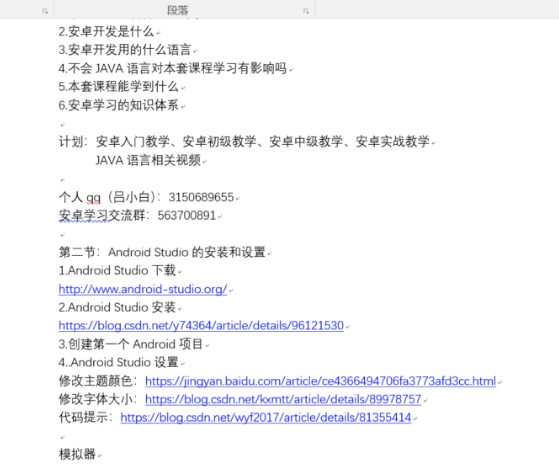 段落
2.安卓开发是什么
3.安卓开发用的什么语言
4.不会 JAVA 语言对本套课程学习有影响吗
5.本套课程能学到什么
6.安卓学习的知识体系
计划：安卓入门教学、安卓初级教学、安卓中级教学、安卓实战教学
JAVA 语言相关视频
个人 qq（吕小白）：3150689655
安卓学习交流群：563700891
第二节：Android Studio 的安装和设置
1.Android Studio 下载
http://www.android-studio.org/
2.Android Studio 安装
https://blog.csdn.net/y74364/article/details/96121530
3.创建第一个 Android 项目
4..Android Studio 设置
修改主题颜色：https://jingyan.baidu.com/article/ce4366494706fa3773afd3cc.html
修改字体大小：https://blog.csdn.net/kxmtt/article/details/89978757
代码提示：https://blog.csdn.net/wyf2017/article/details/81355414
模拟器